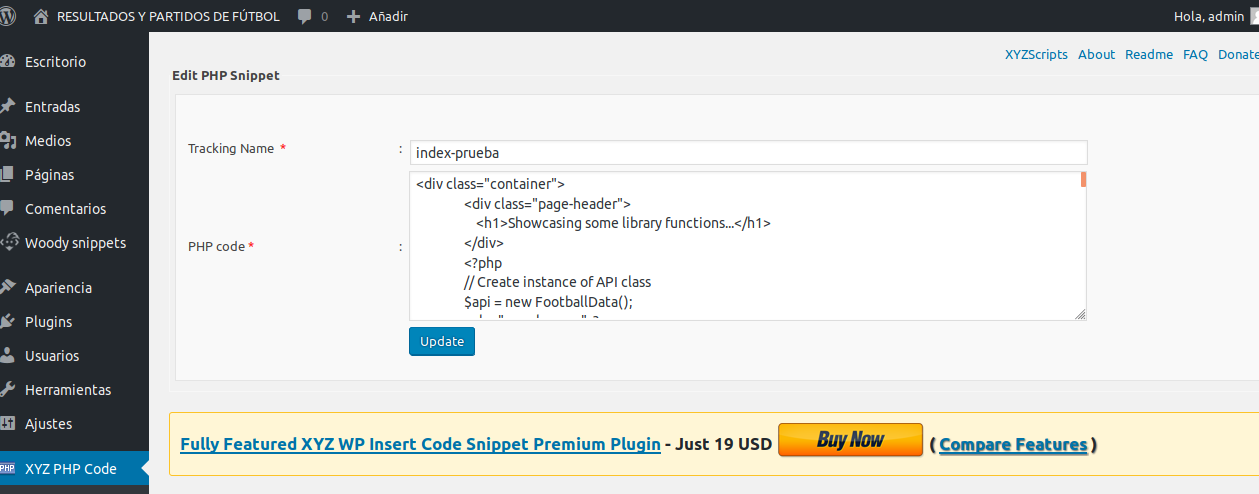 RESULTADOS Y PARTIDOS DE FÚTBOL 0 Añadir Hola, admin
Escritorio
Entradas
Medios
Páginas
Comentarios
Woody snippets
Apariencia
Plugins
Usuarios
Herramientas
Ajustes
PHP XYZ PHP Code
XYZScripts About Readme FAQ Donate
Edit PHP Snippet
Tracking Name * : index-prueba
PHP code * :
<div class="container">
<div class="page-header">
<h1>Showcasing some library functions...</h1>
</div>
<?php
// Create instance of API class
$api = new FootballData();
Update
Fully Featured XYZ WP Insert Code Snippet Premium Plugin - Just 19 USD Buy Now ( Compare Features )